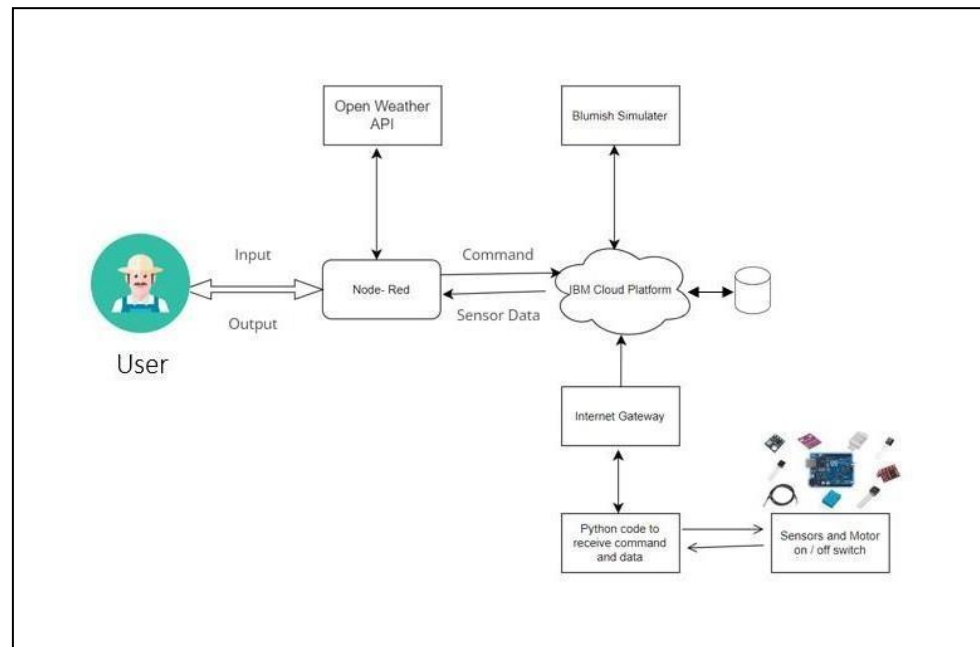 Open Weather
API
Blumish Simulater
Input
Command
Node- Red
IBM Cloud Platform
Output
Sensor Data
User
Internet Gateway
Python code to
receive command
and data
Sensors and Motor
on / off switch